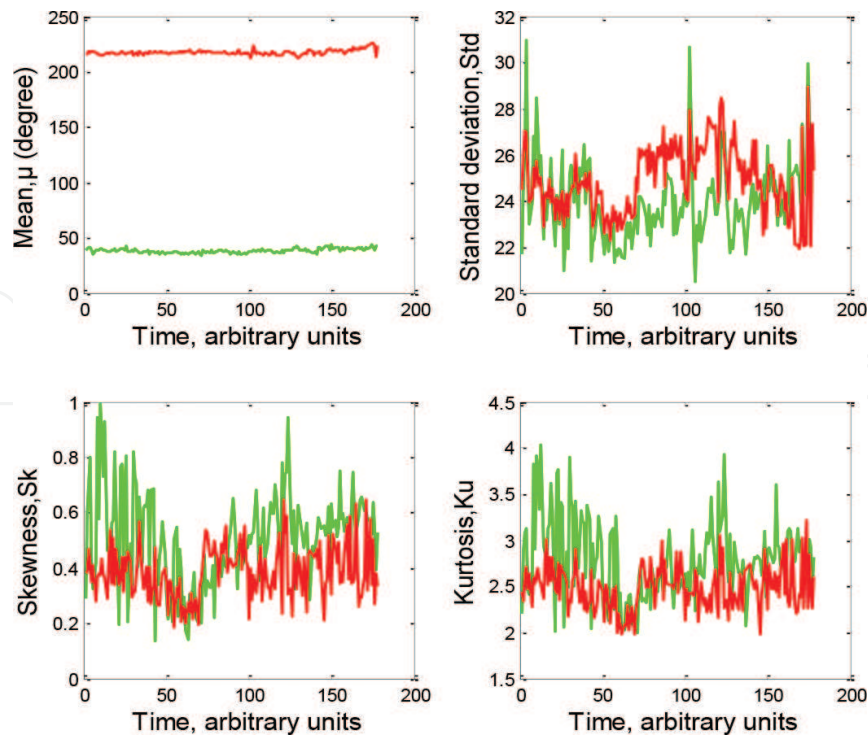 250
200
150
100
50
0
Mean,μ (degree)
0 50 100 150 200
Time, arbitrary units
32
30
28
26
24
22
20
Standard deviation,Std
0 50 100 150 200
Time, arbitrary units
1
0.8
0.6
0.4
0.2
0
Skewness,Sk
0 50 100 150 200
Time, arbitrary units
4.5
4
3.5
3
2.5
2
1.5
Kurtosis,Ku
0 50 100 150 200
Time, arbitrary units